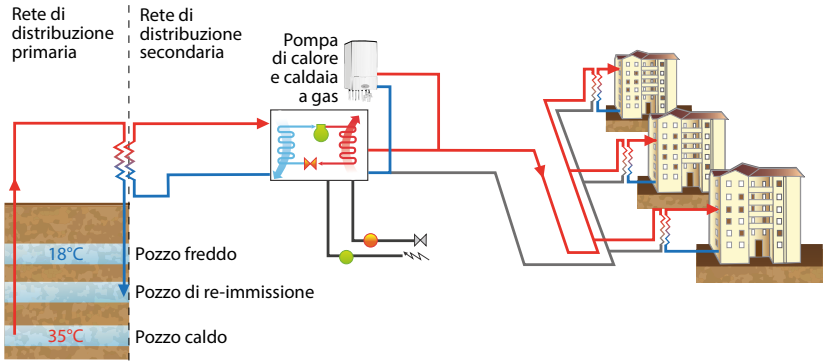 Rete di
distribuzione
primaria
Rete di
distribuzione
secondaria
Pompa
di calore
e caldaia
a gas
18°C
Pozzo freddo
Pozzo di re-immissione
35°C
Pozzo caldo